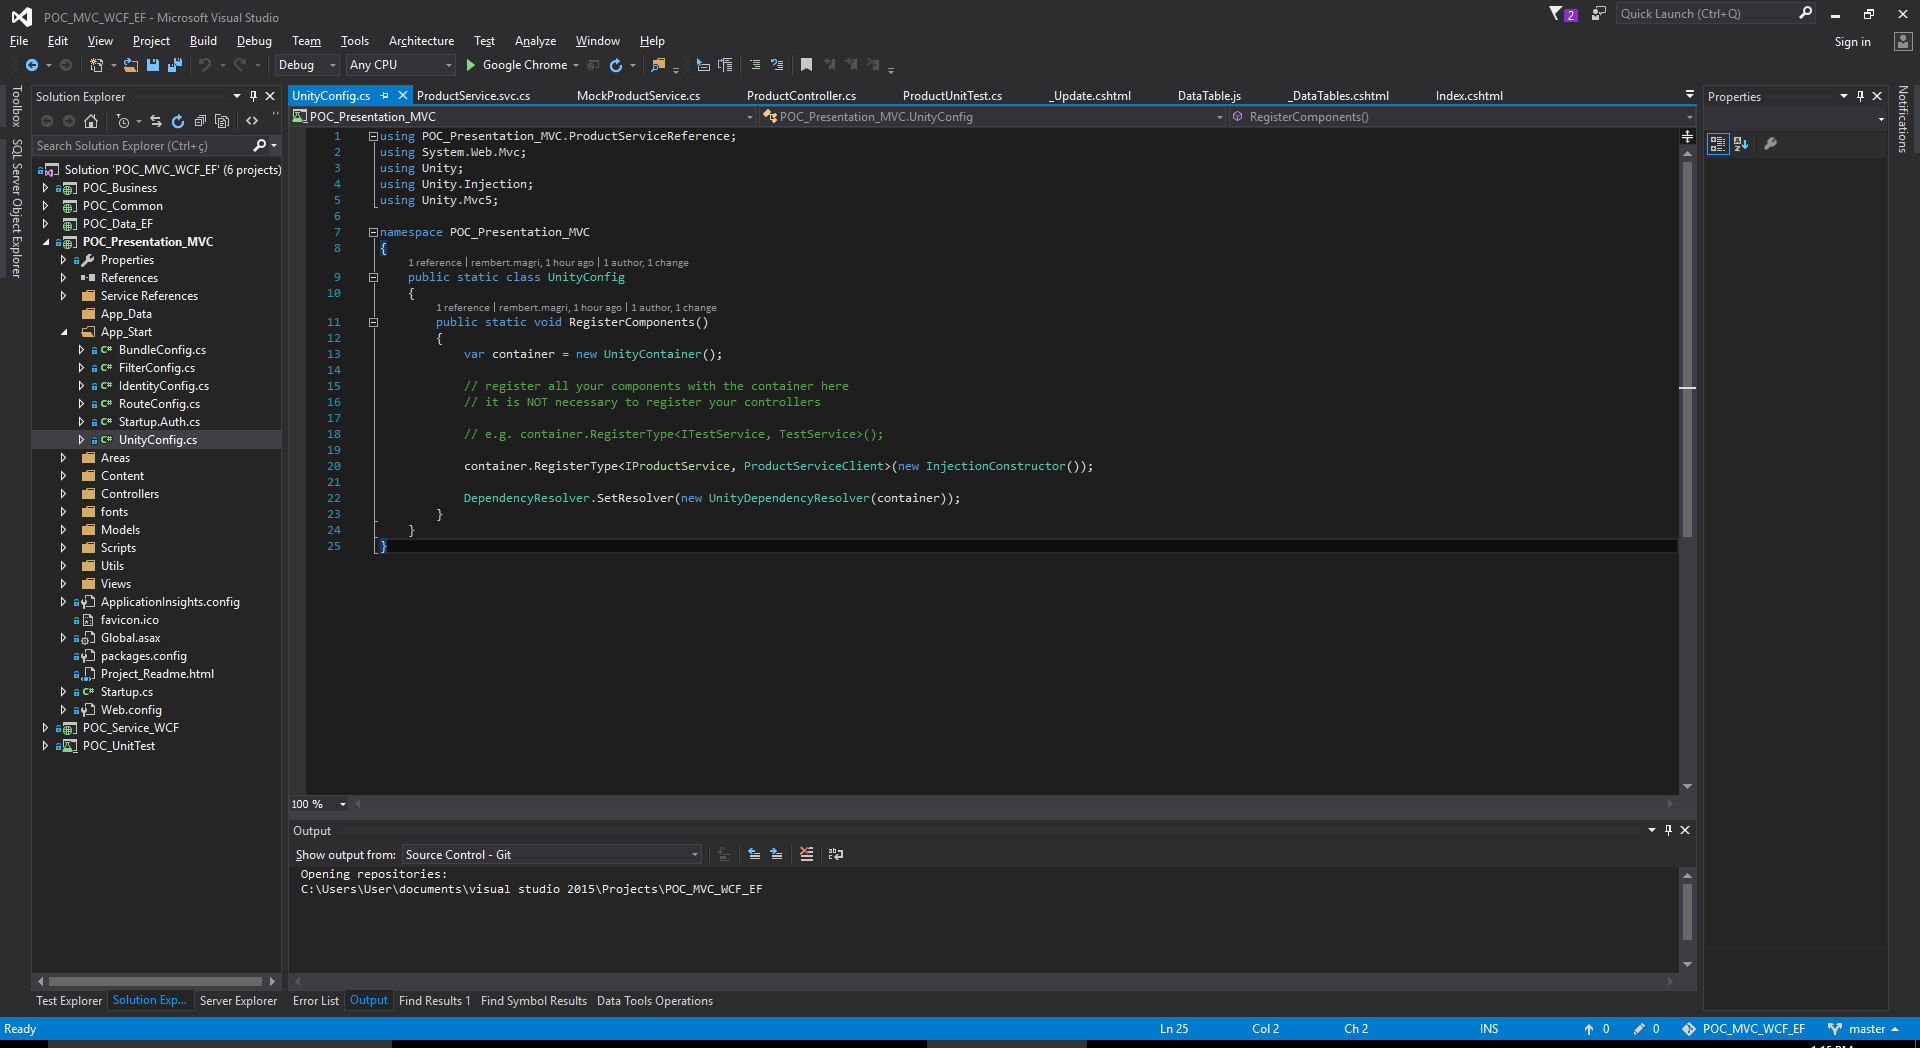 POC_MVC_WCF_EF - Microsoft Visual Studio
2
Quick Launch (Ctrl+Q)
File Edit View Project Build Debug Team Tools Architecture Test Analyze Window Help
Sign in
Debug Any CPU Google Chrome
Toolbox
SQL Server Object Explorer
Solution Explorer
Search Solution Explorer (Ctrl+ç)
Solution 'POC_MVC_WCF_EF' (6 projects)
POC_Business
POC_Common
POC_Data_EF
POC_Presentation_MVC
Properties
References
Service References
App_Data
App_Start
BundleConfig.cs
FilterConfig.cs
IdentityConfig.cs
RouteConfig.cs
Startup.Auth.cs
UnityConfig.cs
Areas
Content
Controllers
fonts
Models
Scripts
Utils
Views
ApplicationInsights.config
favicon.ico
Global.asax
packages.config
Project_Readme.html
Startup.cs
Web.config
POC_Service_WCF
POC_UnitTest
Test Explorer Solution Exp... Server Explorer
UnityConfig.cs ProductService.svc.cs MockProductService.cs ProductController.cs ProductUnitTest.cs _Update.cshtml DataTable.js _DataTables.cshtml Index.cshtml
POC_Presentation_MVC POC_Presentation_MVC.UnityConfig RegisterComponents()
1 using POC_Presentation_MVC.ProductServiceReference;
2 using System.Web.Mvc;
3 using Unity;
4 using Unity.Injection;
5 using Unity.Mvc5;
6
7 namespace POC_Presentation_MVC
8 {
1 reference | rembert.magri, 1 hour ago | 1 author, 1 change
9 public static class UnityConfig
10 {
1 reference | rembert.magri, 1 hour ago | 1 author, 1 change
11 public static void RegisterComponents()
12 {
13 var container = new UnityContainer();
14
15 // register all your components with the container here
16 // it is NOT necessary to register your controllers
17
18 // e.g. container.RegisterType<ITestService, TestService>();
19
20 container.RegisterType<IProductService, ProductServiceClient>(new InjectionConstructor());
21
22 DependencyResolver.SetResolver(new UnityDependencyResolver(container));
23 }
24 }
25 }
100 %
Output
Show output from: Source Control - Git
Opening repositories:
C:\Users\User\documents\visual studio 2015\Projects\POC_MVC_WCF_EF
Error List Output Find Results 1 Find Symbol Results Data Tools Operations
Properties
Notifications
Ready Ln 25 Col 2 Ch 2 INS 0 0 POC_MVC_WCF_EF master